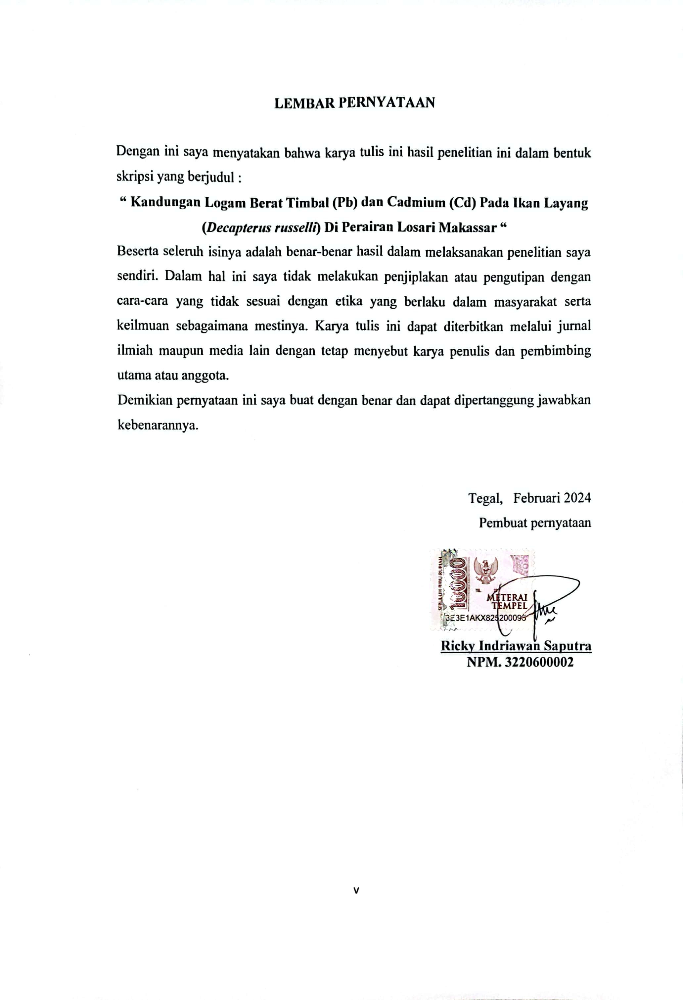 LEMBAR PERNYATAAN
Dengan ini saya menyatakan bahwa karya tulis ini hasil penelitian ini dalam bentuk
skripsi yang berjudul :
“ Kandungan Logam Berat Timbal (Pb) dan Cadmium (Cd) Pada Ikan Layang
(Decapterus russelli) Di Perairan Losari Makassar “
Beserta seleruh isinya adalah benar-benar hasil dalam melaksanakan penelitian saya
sendiri. Dalam hal ini saya tidak melakukan penjiplakan atau pengutipan dengan
cara-cara yang tidak sesuai dengan etika yang berlaku dalam masyarakat serta
keilmuan sebagaimana mestinya. Karya tulis ini dapat diterbitkan melalui jurnal
ilmiah maupun media lain dengan tetap menyebut karya penulis dan pembimbing
utama atau anggota.
Demikian pernyataan ini saya buat dengan benar dan dapat dipertanggung jawabkan
kebenarannya.
Tegal, Februari 2024
Pembuat pernyataan
SEPULUH RIBU RUPIAH
10000
TGL. 20
METERAI
TEMPEL
3E3E1AKX825200095
Ricky Indriawan Saputra
NPM. 3220600002
v